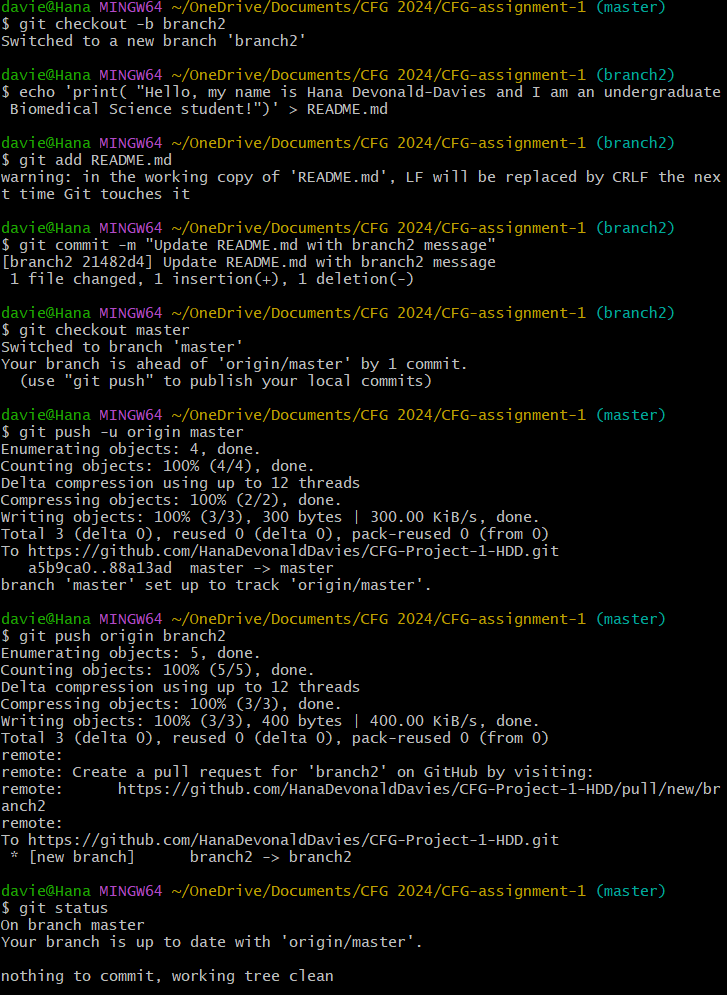 davie@Hana MINGW64 ~/OneDrive/Documents/CFG 2024/CFG-assignment-1 (master)
$ git checkout -b branch2
Switched to a new branch 'branch2'
davie@Hana MINGW64 ~/OneDrive/Documents/CFG 2024/CFG-assignment-1 (branch2)
$ echo 'print( "Hello, my name is Hana Devonald-Davies and I am an undergraduate
 Biomedical Science student!")' > README.md
davie@Hana MINGW64 ~/OneDrive/Documents/CFG 2024/CFG-assignment-1 (branch2)
$ git add README.md
warning: in the working copy of 'README.md', LF will be replaced by CRLF the nex
t time Git touches it
davie@Hana MINGW64 ~/OneDrive/Documents/CFG 2024/CFG-assignment-1 (branch2)
$ git commit -m "Update README.md with branch2 message"
[branch2 21482d4] Update README.md with branch2 message
 1 file changed, 1 insertion(+), 1 deletion(-)
davie@Hana MINGW64 ~/OneDrive/Documents/CFG 2024/CFG-assignment-1 (branch2)
$ git checkout master
Switched to branch 'master'
Your branch is ahead of 'origin/master' by 1 commit.
  (use "git push" to publish your local commits)
davie@Hana MINGW64 ~/OneDrive/Documents/CFG 2024/CFG-assignment-1 (master)
$ git push -u origin master
Enumerating objects: 4, done.
Counting objects: 100% (4/4), done.
Delta compression using up to 12 threads
Compressing objects: 100% (2/2), done.
Writing objects: 100% (3/3), 300 bytes | 300.00 KiB/s, done.
Total 3 (delta 0), reused 0 (delta 0), pack-reused 0 (from 0)
To https://github.com/HanaDevonaldDavies/CFG-Project-1-HDD.git
   a5b9ca0..88a13ad  master -> master
branch 'master' set up to track 'origin/master'.
davie@Hana MINGW64 ~/OneDrive/Documents/CFG 2024/CFG-assignment-1 (master)
$ git push origin branch2
Enumerating objects: 5, done.
Counting objects: 100% (5/5), done.
Delta compression using up to 12 threads
Compressing objects: 100% (3/3), done.
Writing objects: 100% (3/3), 400 bytes | 400.00 KiB/s, done.
Total 3 (delta 0), reused 0 (delta 0), pack-reused 0 (from 0)
remote:
remote: Create a pull request for 'branch2' on GitHub by visiting:
remote:      https://github.com/HanaDevonaldDavies/CFG-Project-1-HDD/pull/new/br
anch2
remote:
To https://github.com/HanaDevonaldDavies/CFG-Project-1-HDD.git
 * [new branch]      branch2 -> branch2
davie@Hana MINGW64 ~/OneDrive/Documents/CFG 2024/CFG-assignment-1 (master)
$ git status
On branch master
Your branch is up to date with 'origin/master'.
nothing to commit, working tree clean